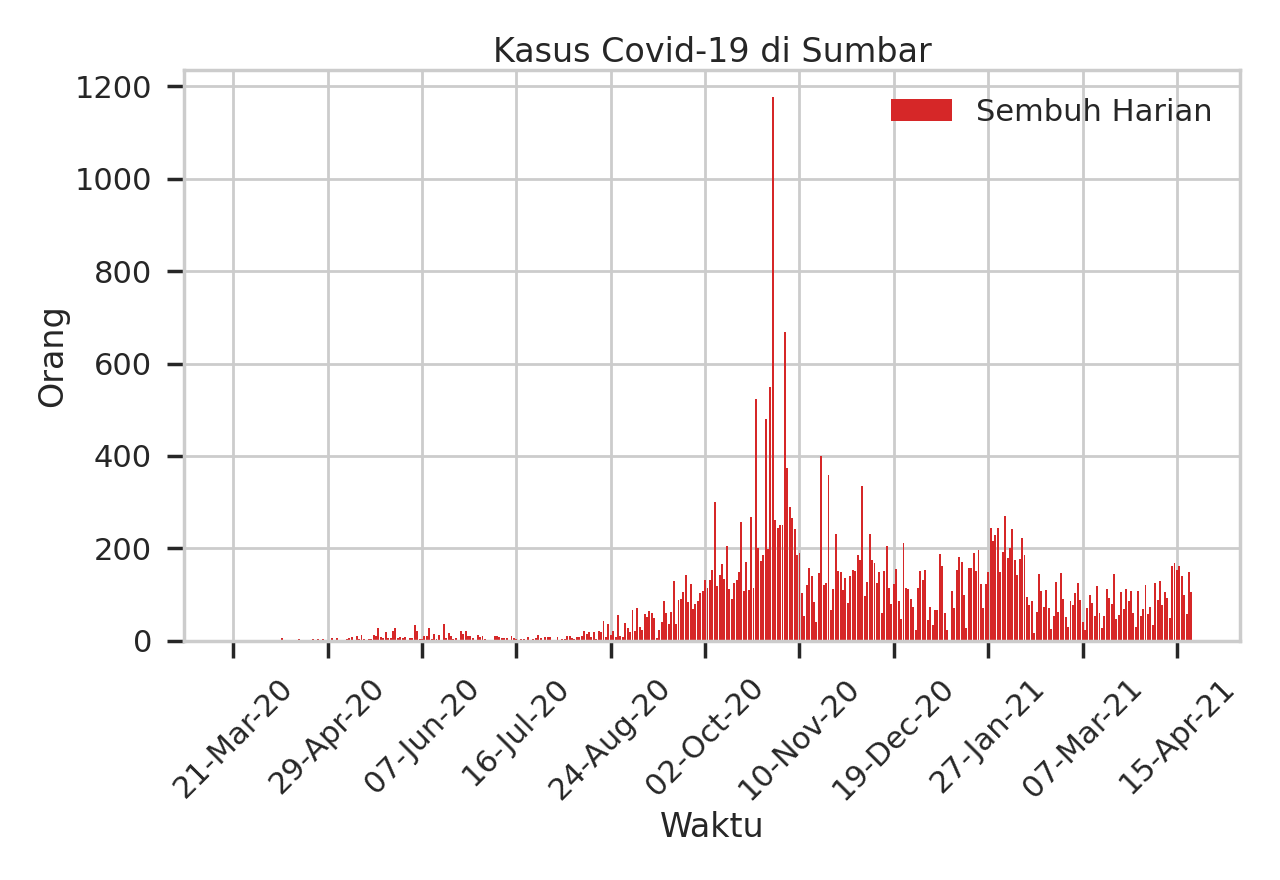 Kasus Covid-19 di Sumbar
Sembuh Harian
1200
1000
800
600
400
200
0
Orang
21-Mar-20
29-Apr-20
07-Jun-20
16-Jul-20
24-Aug-20
02-Oct-20
10-Nov-20
19-Dec-20
27-Jan-21
07-Mar-21
15-Apr-21
Waktu